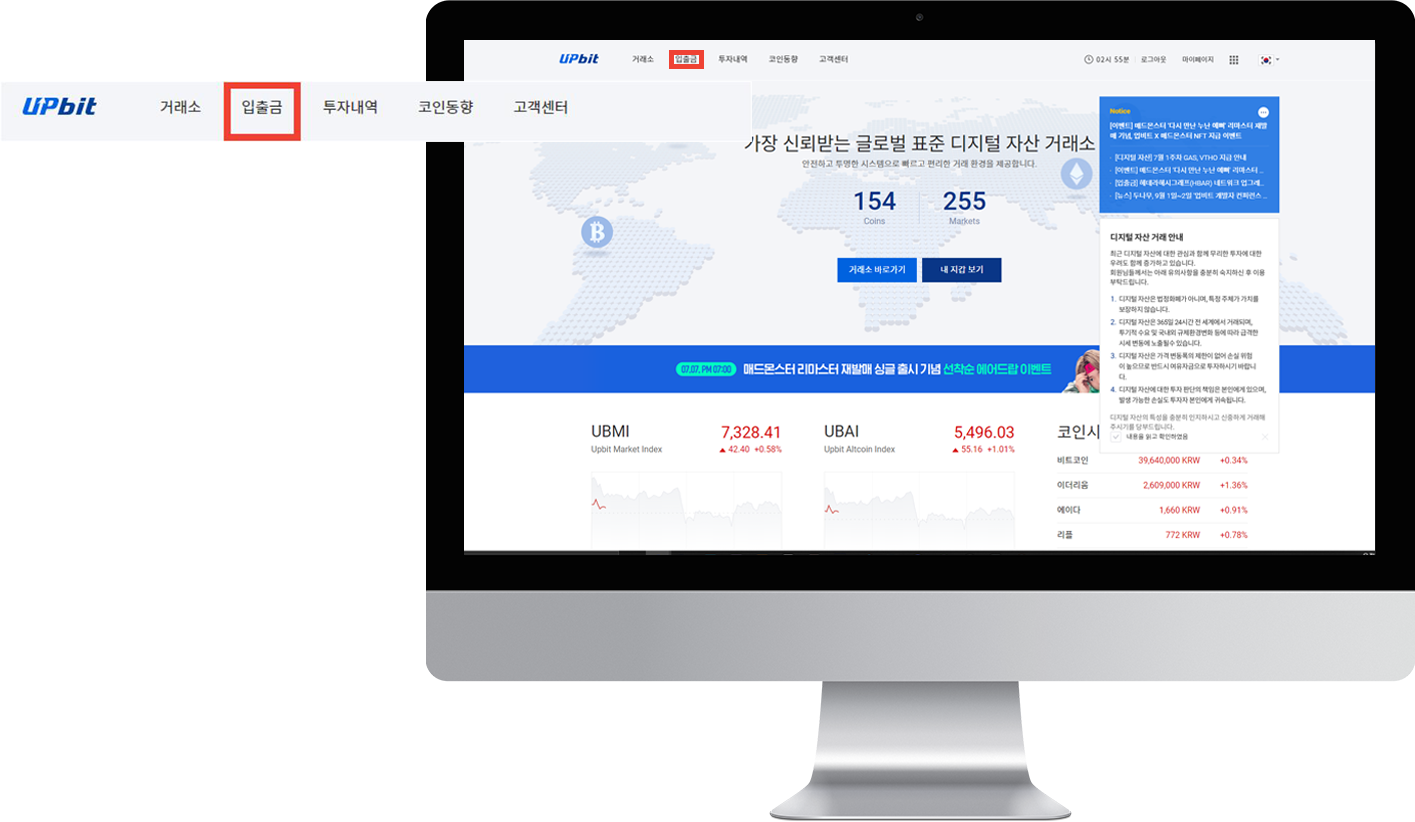 UPbit 거래소 입출금 투자내역 코인동향 고객센터
02시 55분 로그아웃 마이페이지
UPbit 거래소 입출금 투자내역 코인동향 고객센터
가장 신뢰받는 글로벌 표준 디지털 자산 거래소
안전하고 투명한 시스템으로 빠르고 편리한 거래 환경을 제공합니다.
154 255
Coins Markets
거래소 바로가기 내 지갑 보기
Notice
[이벤트] 매드몬스터 '다시 만난 누난 예뻐' 리마스터 재발
매 기념, 업비트 X 매드몬스터 NFT 지급 이벤트
· [디지털 자산] 7월 1주차 GAS, VTHO 지급 안내
· [이벤트] 매드몬스터 '다시 만난 누난 예뻐' 리마스터 ...
· [입출금] 헤데라해시그래프(HBAR) 네트워크 업그레...
· [뉴스] 두나무, 9월 1일~2일 '업비트 개발자 컨퍼런스 ...
디지털 자산 거래 안내
최근 디지털 자산에 대한 관심과 함께 무리한 투자에 대한
우려도 함께 증가하고 있습니다.
회원님들께서는 아래 유의사항을 충분히 숙지하신 후 이용
부탁드립니다.
1. 디지털 자산은 법정화폐가 아니며, 특정 주체가 가치를
보장하지 않습니다.
2. 디지털 자산은 365일 24시간 전 세계에서 거래되며,
투기적 수요 및 국내외 규제환경변화 등에 따라 급격한
시세 변동에 노출될 수 있습니다.
3. 디지털 자산은 가격 변동폭의 제한이 없어 손실 위험
이 높으므로 반드시 여유자금으로 투자하시기 바랍니
다.
4. 디지털 자산에 대한 투자 판단의 책임은 본인에게 있으며,
발생 가능한 손실도 투자자 본인에게 귀속됩니다.
디지털 자산의 특성을 충분히 인지하시고 신중하게 거래해
주시기를 당부드립니다.
내용을 읽고 확인하였음
07.07. PM 07:00 매드몬스터 리마스터 재발매 싱글 출시 기념 선착순 에어드랍 이벤트
UBMI 7,328.41
Upbit Market Index ▲ 42.40 +0.58%
UBAI 5,496.03
Upbit Altcoin Index ▲ 55.16 +1.01%
코인시
비트코인 39,640,000 KRW +0.34%
이더리움 2,609,000 KRW +1.36%
에이다 1,660 KRW +0.91%
리플 772 KRW +0.78%